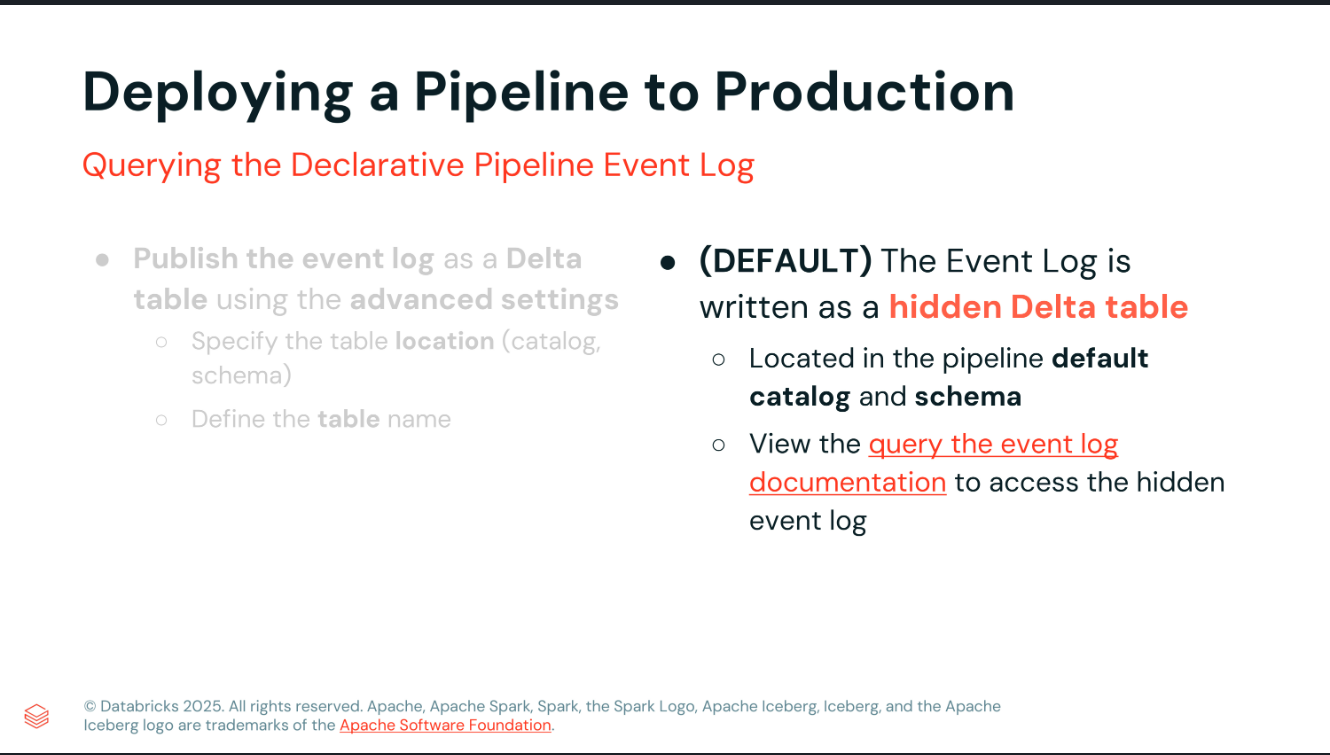 Deploying a Pipeline to Production
Querying the Declarative Pipeline Event Log
● Publish the event log as a Delta
table using the advanced settings
○ Specify the table location (catalog,
schema)
○ Define the table name
● (DEFAULT) The Event Log is
written as a hidden Delta table
○ Located in the pipeline default
catalog and schema
○ View the query the event log
documentation to access the hidden
event log
© Databricks 2025. All rights reserved. Apache, Apache Spark, Spark, the Spark Logo, Apache Iceberg, Iceberg, and the Apache
Iceberg logo are trademarks of the Apache Software Foundation.